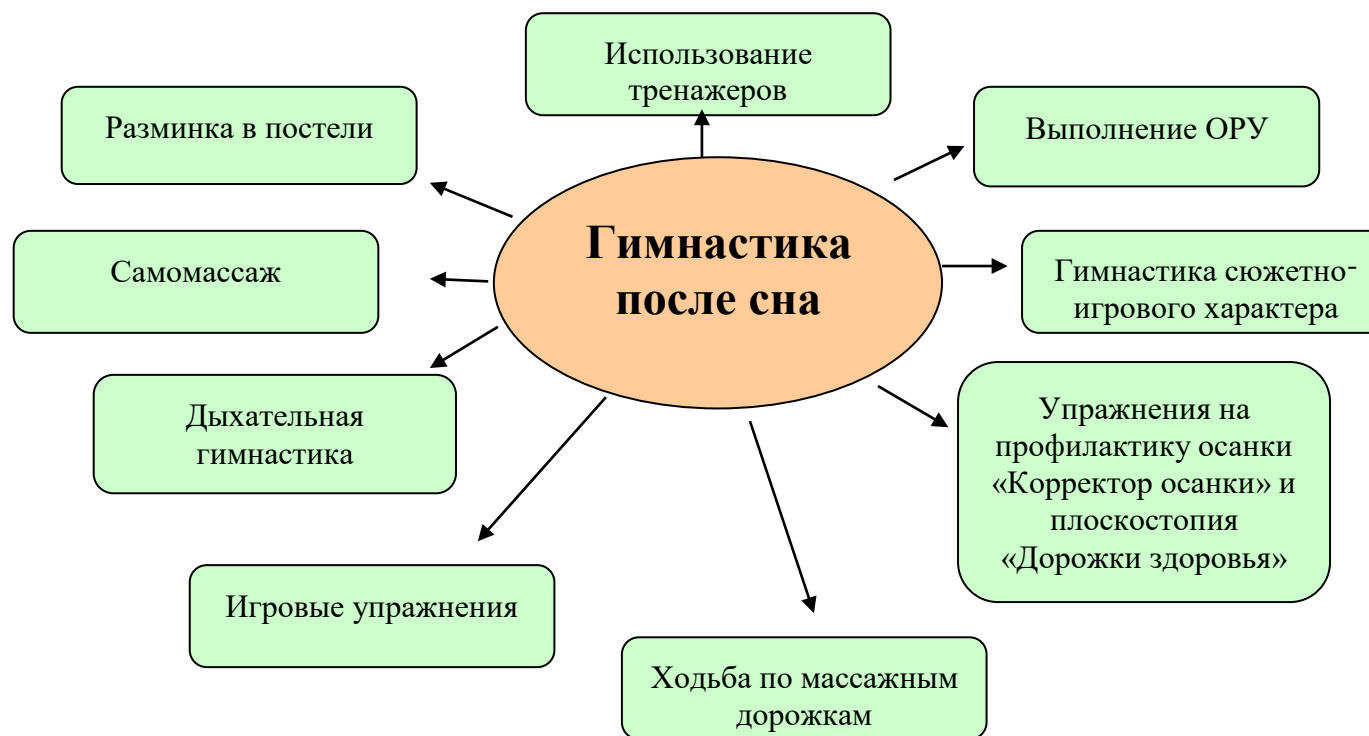 Использование
тренажеров
Разминка в постели
Выполнение ОРУ
Гимнастика
после сна
Самомассаж
Гимнастика сюжетно-
игрового характера
Дыхательная
гимнастика
Упражнения на
профилактику осанки
«Корректор осанки» и
плоскостопия
«Дорожки здоровья»
Игровые упражнения
Ходьба по массажным
дорожкам